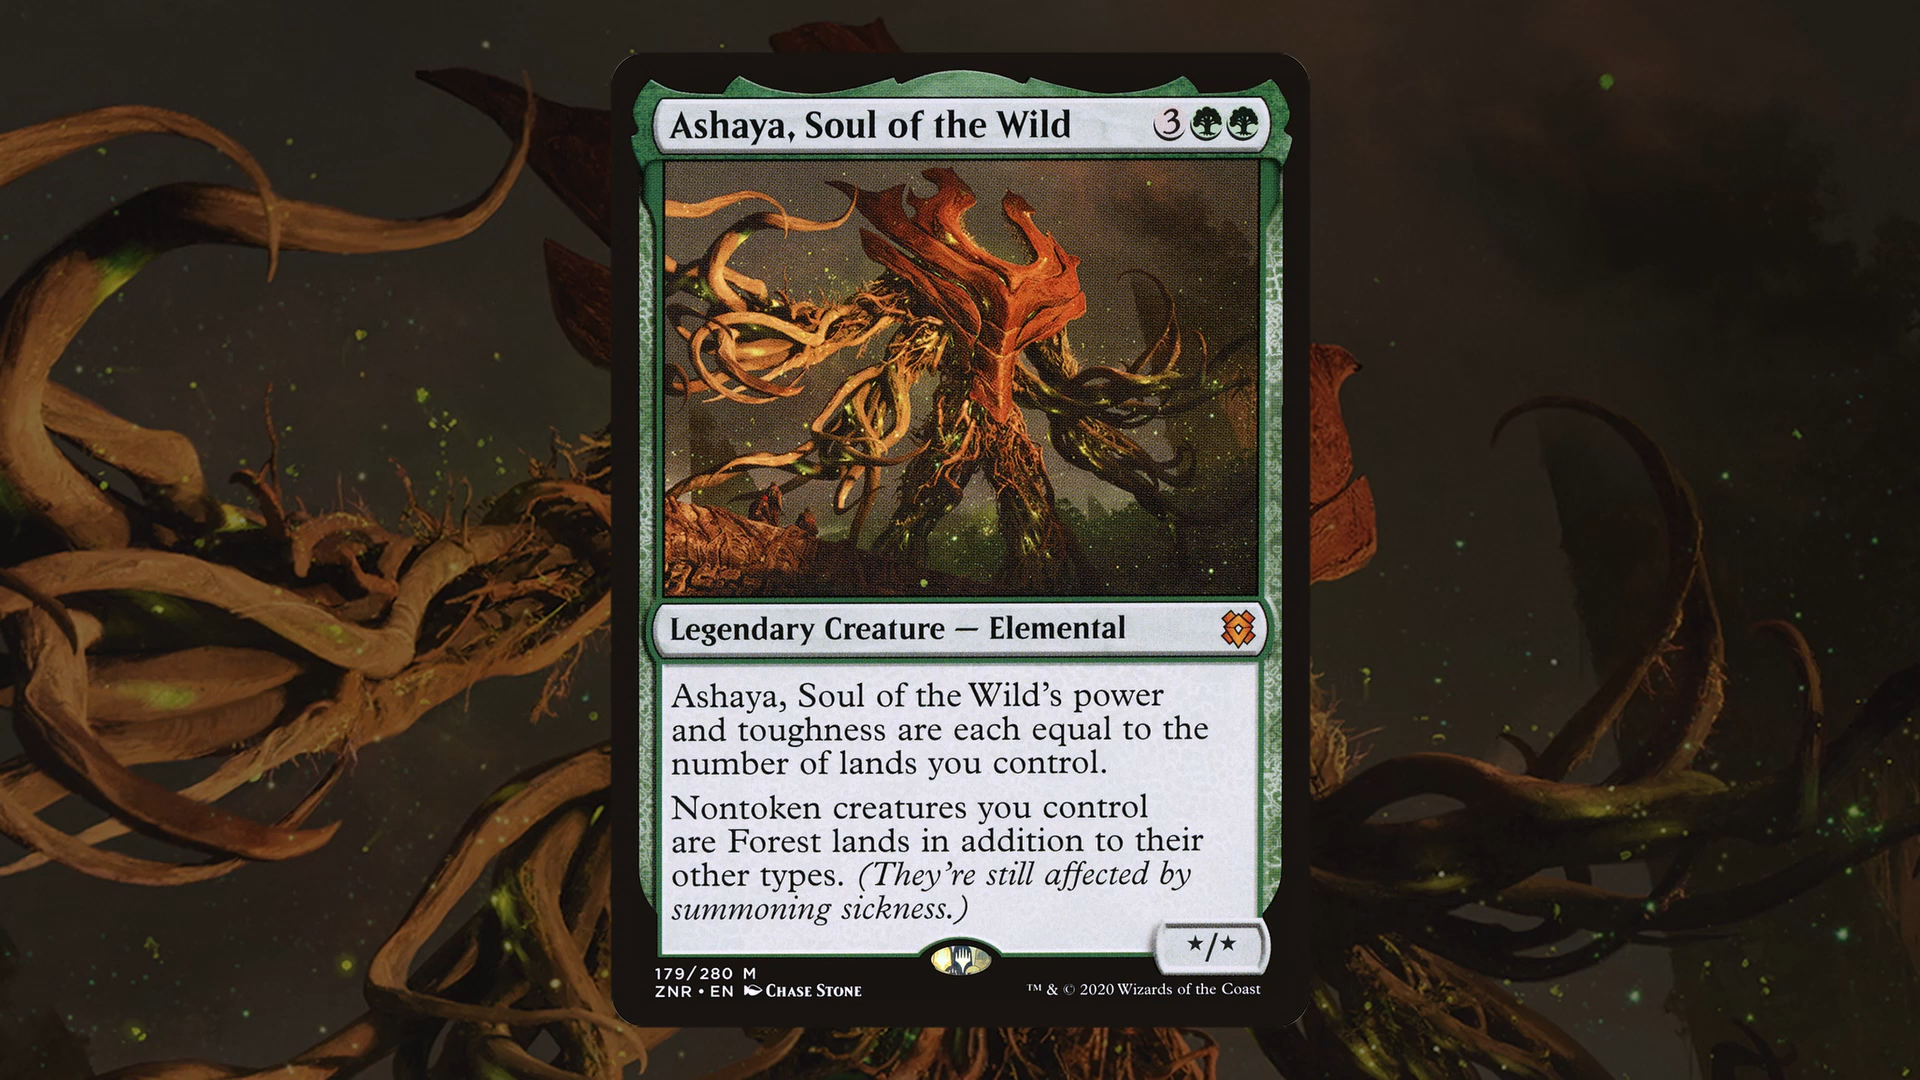 Ashaya, Soul of the Wild 3
Legendary Creature — Elemental
Ashaya, Soul of the Wild's power
and toughness are each equal to the
number of lands you control.
Nontoken creatures you control
are Forest lands in addition to their
other types. (They're still affected by
summoning sickness.)
★/★
179/280 M
ZNR • EN Chase Stone
™ & © 2020 Wizards of the Coast